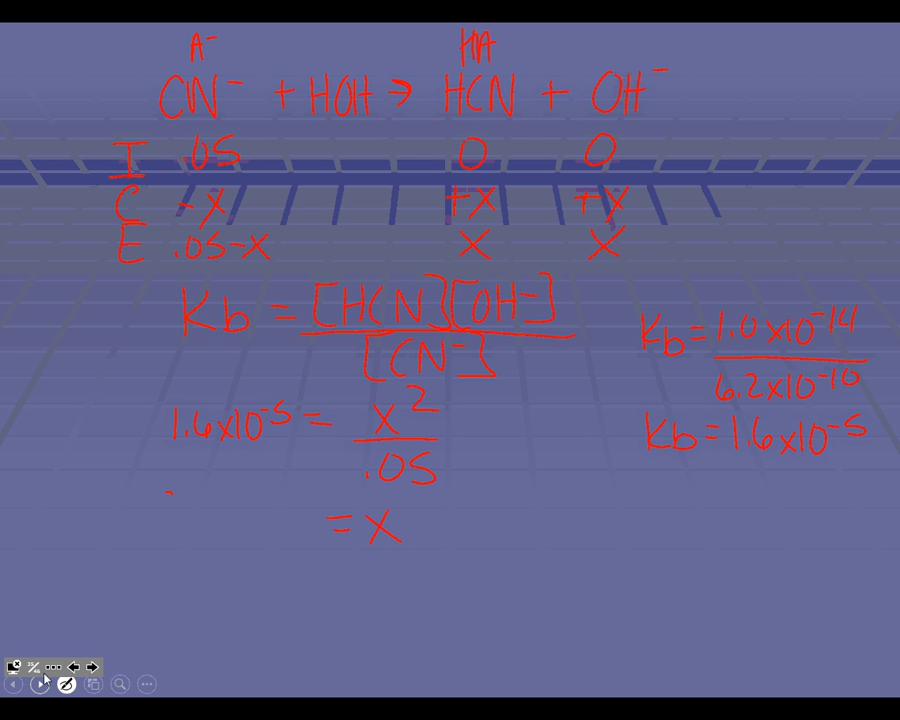 A⁻ HA
CN⁻ + HOH → HCN + OH⁻
I .05 0 0
C -x +x +x
E .05-x x x
Kb = [HCN][OH-] / [CN-]
Kb = 1.0x10⁻¹⁴ / 6.2x10⁻¹⁰
1.6x10⁻⁵ = x² / .05
Kb = 1.6x10⁻⁵
= x